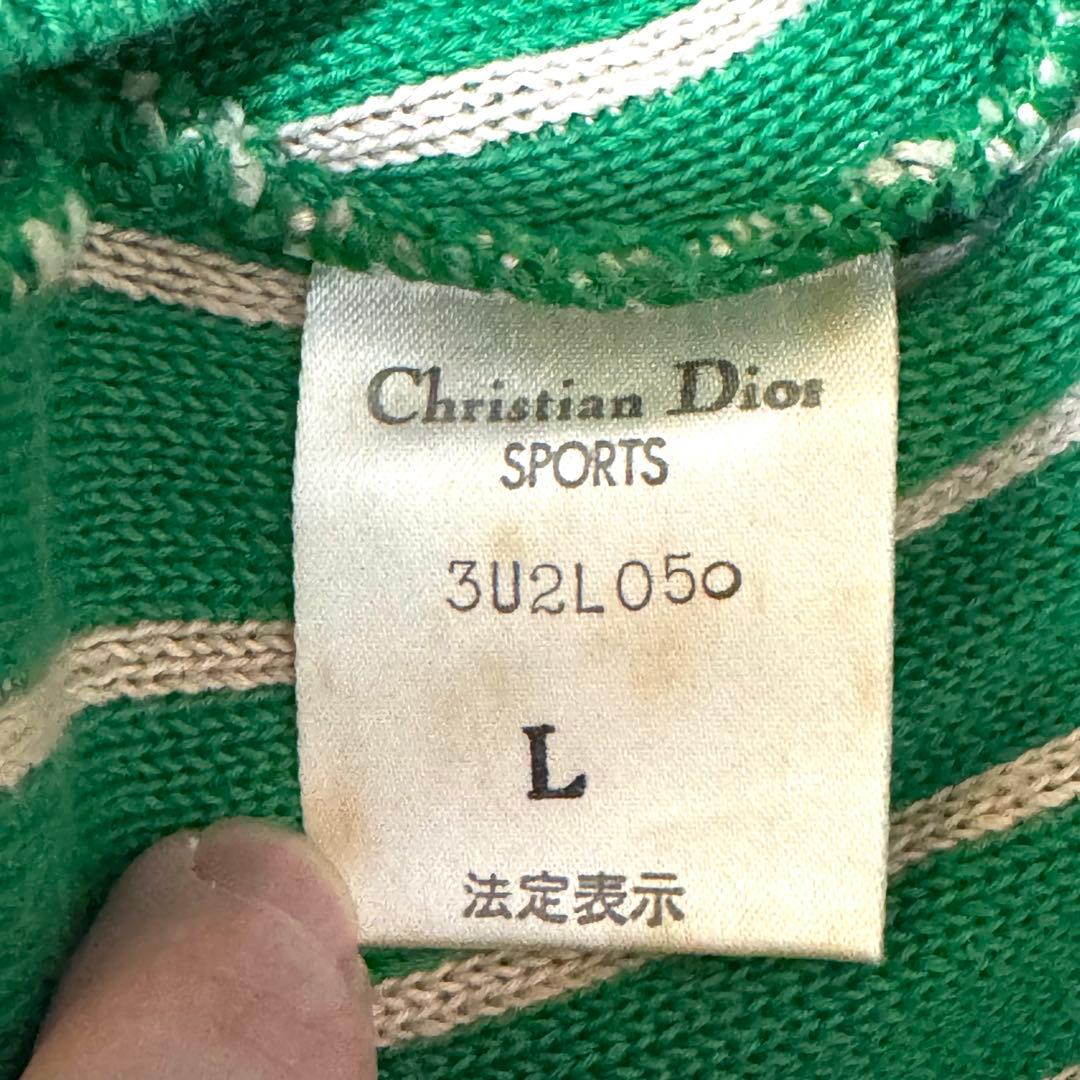 Christian Dior
SPORTS
3U2L050
L
法定表示